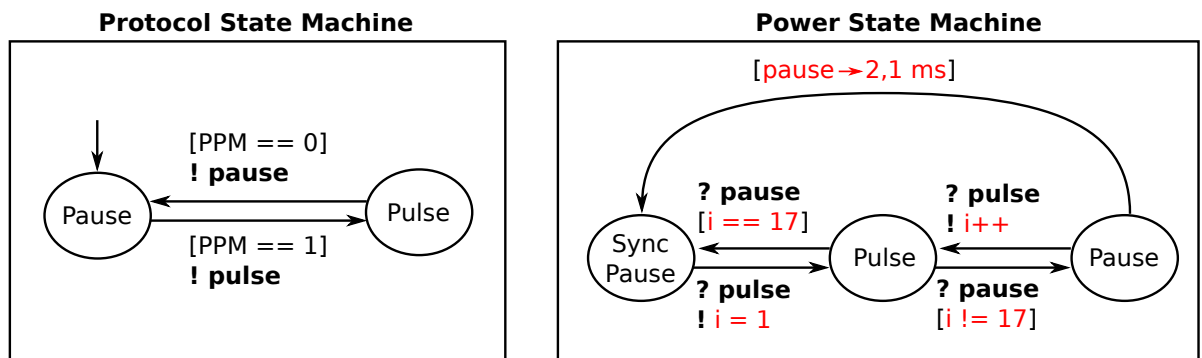 Protocol State Machine
[PPM == 0]
! pause
Pause
Pulse
[PPM == 1]
! pulse
Power State Machine
[pause→2,1 ms]
? pause
[i == 17]
? pulse
! i++
Sync
Pause
Pulse
Pause
? pulse
! i = 1
? pause
[i != 17]